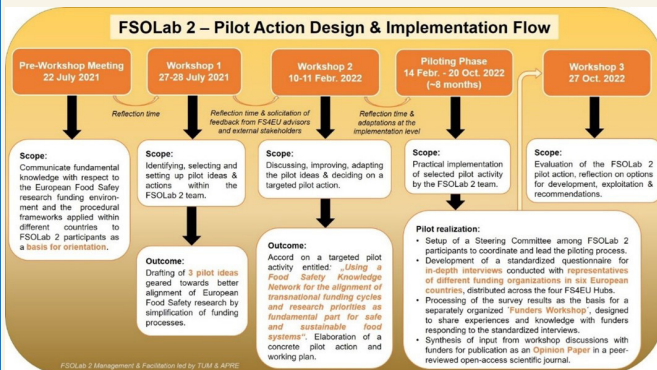 FSOLab 2 – Pilot Action Design & Implementation Flow
Pre-Workshop Meeting
22 July 2021
Workshop 1
27-28 July 2021
Workshop 2
10-11 Febr. 2022
Piloting Phase
14 Febr. - 20 Oct. 2022
(~8 months)
Workshop 3
27 Oct. 2022
Reflection time
Reflection time & solicitation of
feedback from FS4EU advisors
and external stakeholders
Reflection time &
adaptations at the
implementation level
Scope:
Communicate fundamental
knowledge with respect to
the European Food Safey
research funding environ-
ment and the procedural
frameworks applied within
different countries to
FSOLab 2 participants as
a basis for orientation.
Scope:
Identifying, selecting and
setting up pilot ideas &
actions within the
FSOLab 2 team.
Outcome:
Drafting of 3 pilot ideas
geared towards better
alignment of European
Food Safety research by
simplification of funding
processes.
Scope:
Discussing, improving, adapting
the pilot ideas & deciding on a
targeted pilot action.
Outcome:
Accord on a targeted pilot
activity entitled: „Using a
Food Safety Knowledge
Network for the alignment of
transnational funding cycles
and research priorities as
fundamental part for safe
and sustainable food
systems“. Elaboration of a
concrete pilot action and
working plan.
Scope:
Practical implementation
of selected pilot activity
by the FSOLab 2 team.
Scope:
Evaluation of the FSOLab 2
pilot action, reflection on options
for development, exploitation &
recommendations.
Pilot realization:
• Setup of a Steering Committee among FSOLab 2
participants to coordinate and lead the piloting process.
• Development of a standardized questionnaire for
in-depth interviews conducted with representatives
of different funding organizations in six European
countries, distributed across the four FS4EU Hubs.
• Processing of the survey results as the basis for a
separately organized ´Funders Workshop´, designed
to share experiences and knowledge with funders
responding to the standardized interviews.
• Synthesis of input from workshop discussions with
funders for publication as an Opinion Paper in a peer-
reviewed open-access scientific journal.
FSOLab 2 Management & Facilitation led by TUM & APRE